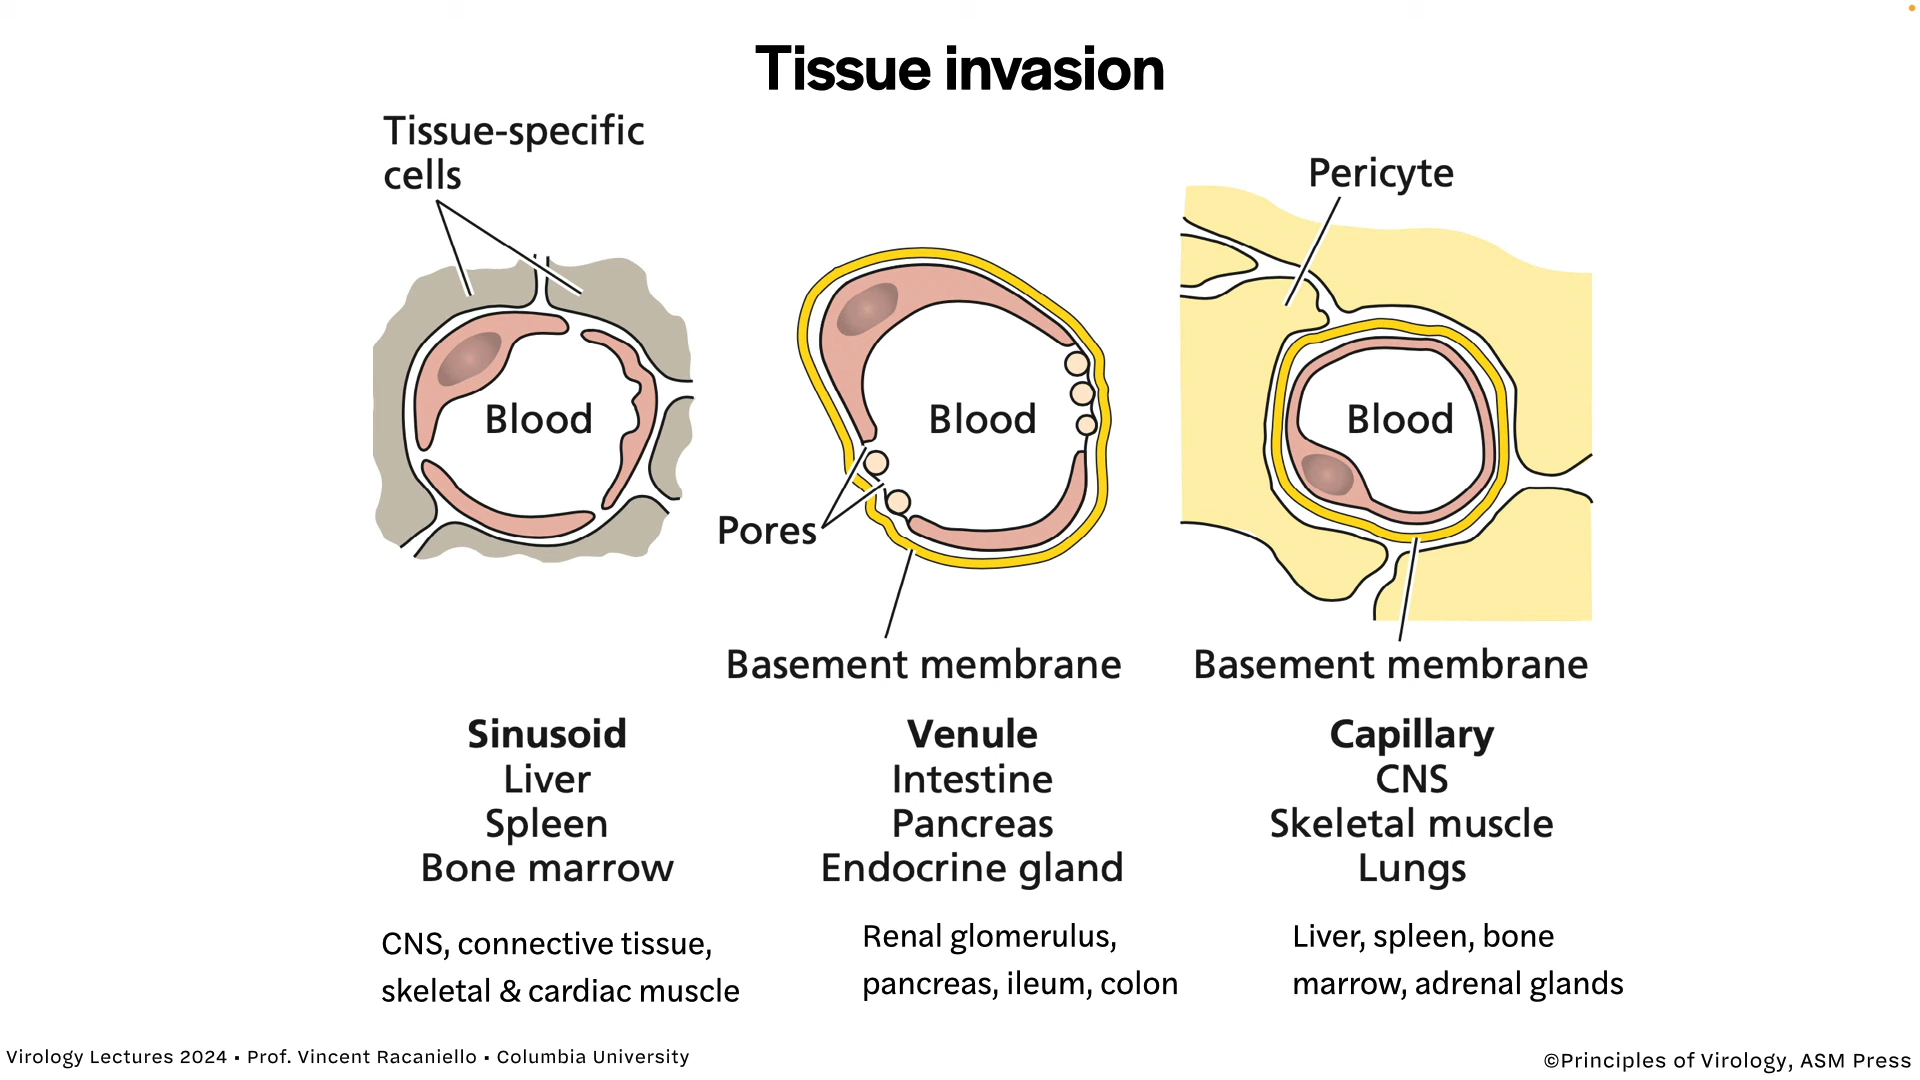 Tissue invasion
Tissue-specific
cells
Blood
Pores
Blood
Basement membrane
Pericyte
Blood
Basement membrane
Sinusoid
Liver
Spleen
Bone marrow
CNS, connective tissue,
skeletal & cardiac muscle
Venule
Intestine
Pancreas
Endocrine gland
Renal glomerulus,
pancreas, ileum, colon
Capillary
CNS
Skeletal muscle
Lungs
Liver, spleen, bone
marrow, adrenal glands
Virology Lectures 2024 • Prof. Vincent Racaniello • Columbia University
©Principles of Virology, ASM Press